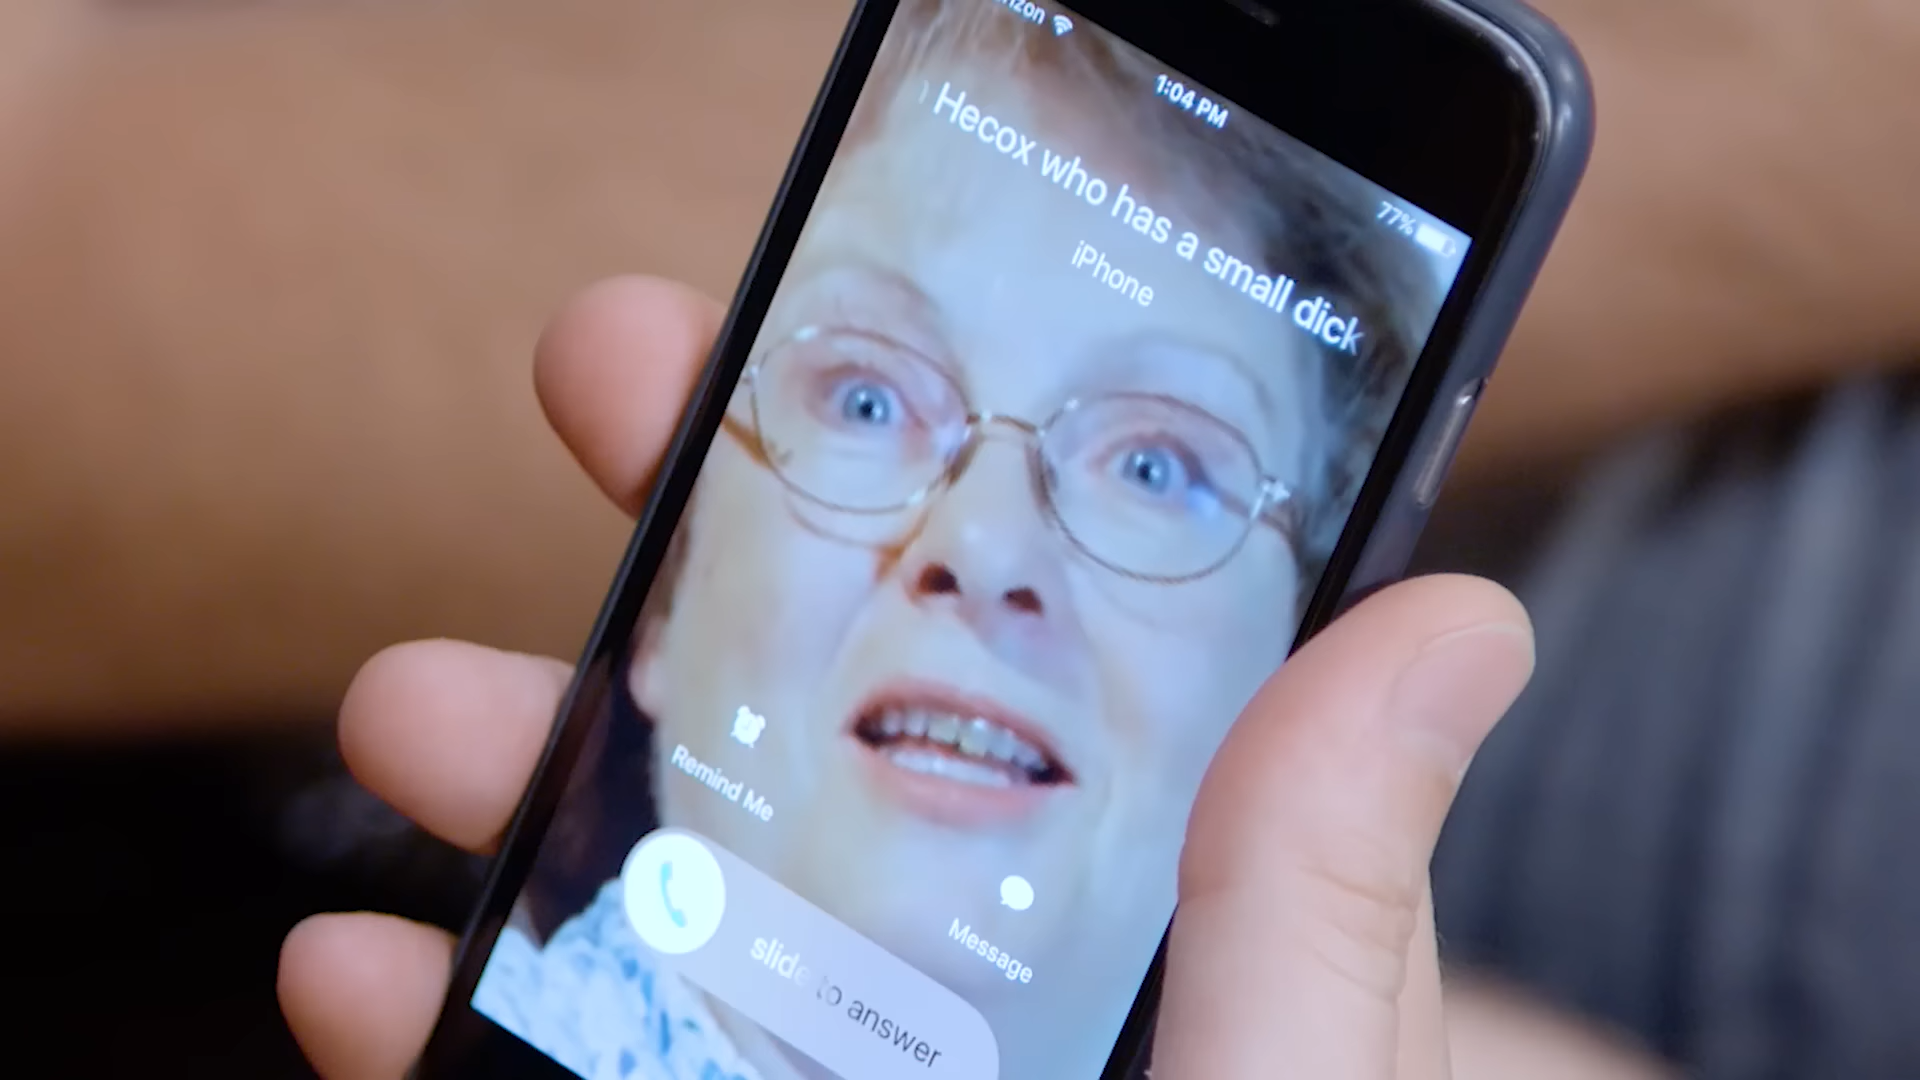 1:04 PM
77%
Hecox who has a small dick
iPhone
Remind Me
Message
slide to answer